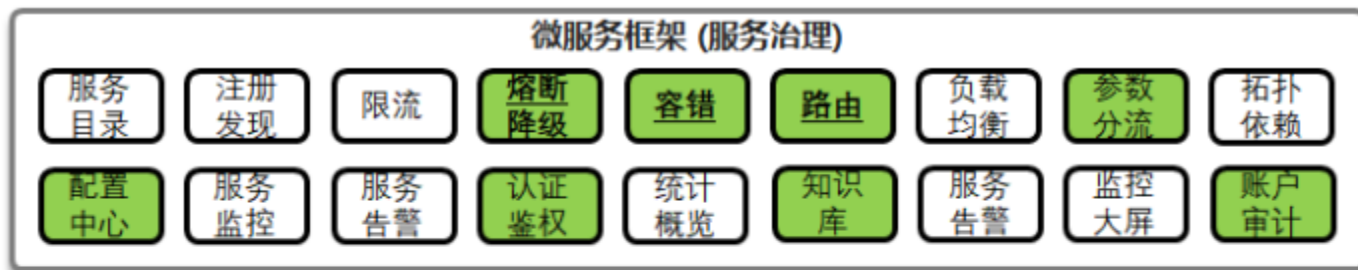 微服务框架 (服务治理)
服务
目录
注册
发现
限流
熔断
降级
容错
路由
负载
均衡
参数
分流
拓扑
依赖
配置
中心
服务
监控
服务
告警
认证
鉴权
统计
概览
知识
库
服务
告警
监控
大屏
账户
审计